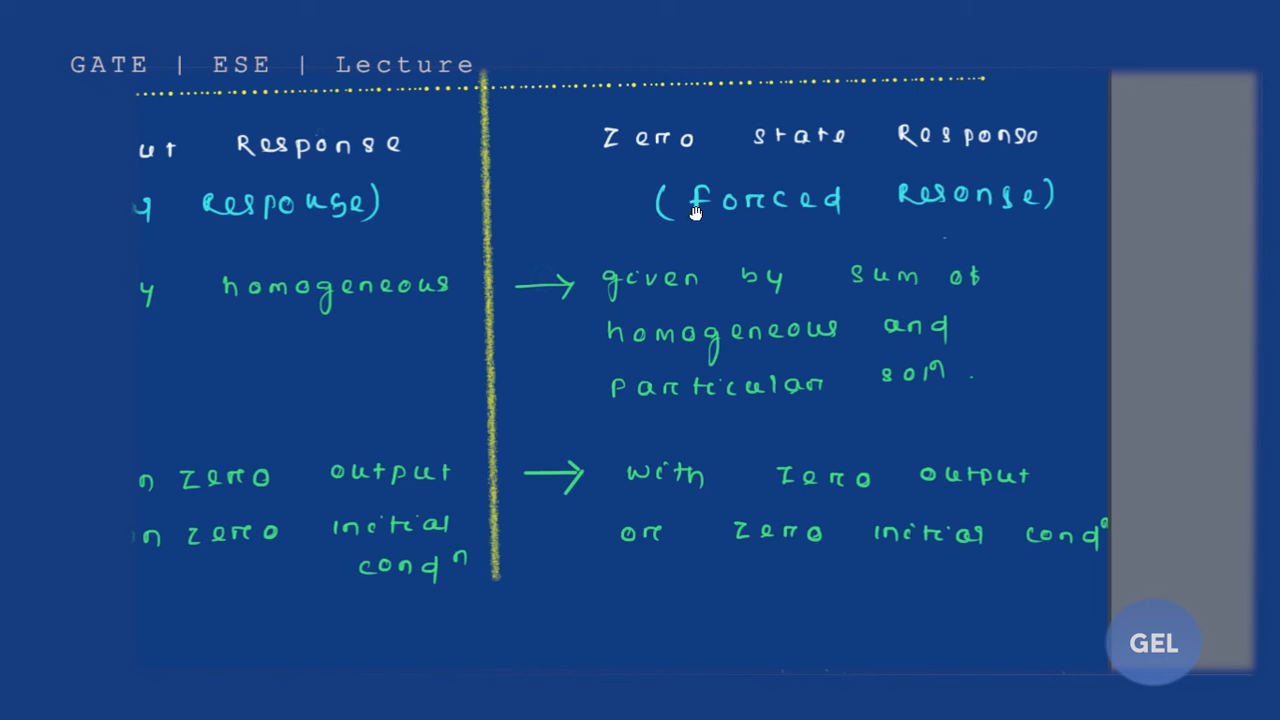 GATE | ESE | Lecture
ut Response
y Response)
y homogeneous
n zero output
n zero initial
condⁿ
Zero state Response
(forced Resonse)
→ given by sum of
homogeneous and
particular solⁿ.
→ with zero output
or zero initial condⁿ
GEL